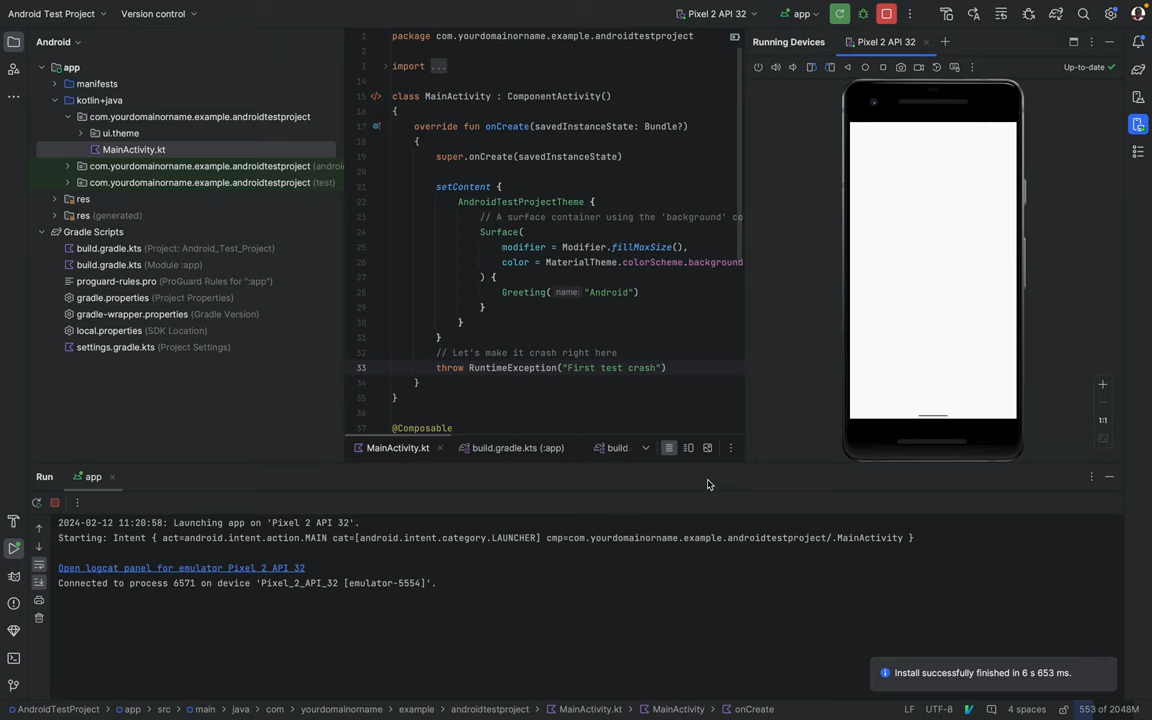 Android Test Project
Version control
Pixel 2 API 32
app
Android
app
manifests
kotlin+java
com.yourdomainorname.example.androidtestproject
ui.theme
MainActivity.kt
com.yourdomainorname.example.androidtestproject (andro
com.yourdomainorname.example.androidtestproject (test)
res
res (generated)
Gradle Scripts
build.gradle.kts (Project: Android_Test_Project)
build.gradle.kts (Module :app)
proguard-rules.pro (ProGuard Rules for ":app")
gradle.properties (Project Properties)
gradle-wrapper.properties (Gradle Version)
local.properties (SDK Location)
settings.gradle.kts (Project Settings)
1 package com.yourdomainorname.example.androidtestproject
2
3 import ...
15 class MainActivity : ComponentActivity()
16 {
17 override fun onCreate(savedInstanceState: Bundle?)
18 {
19 super.onCreate(savedInstanceState)
20
21 setContent {
22 AndroidTestProjectTheme {
23 // A surface container using the 'background' co
24 Surface(
25 modifier = Modifier.fillMaxSize(),
26 color = MaterialTheme.colorScheme.background
27 ) {
28 Greeting( name: "Android")
29 }
30 }
31 }
32 // Let's make it crash right here
33 throw RuntimeException("First test crash")
34 }
35 }
36
37 @Composable
MainActivity.kt
build.gradle.kts (:app)
build.
Running Devices
Pixel 2 API 32
Up-to-date
1:1
Run
app
2024-02-12 11:20:58: Launching app on 'Pixel 2 API 32'.
Starting: Intent { act=android.intent.action.MAIN cat=[android.intent.category.LAUNCHER] cmp=com.yourdomainorname.example.androidtestproject/.MainActivity }
Open logcat panel for emulator Pixel 2 API 32
Connected to process 6571 on device 'Pixel_2_API_32 [emulator-5554]'.
Install successfully finished in 6 s 653 ms.
AndroidTestProject
app
src
main
java
com
yourdomainorname
example
androidtestproject
MainActivity.kt
MainActivity
onCreate
LF
UTF-8
4 spaces
553 of 2048M